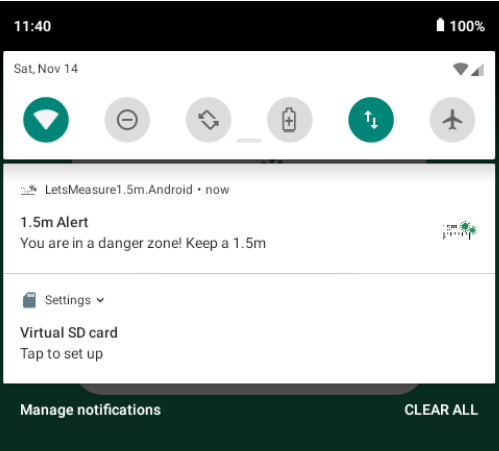 11:40 100%
Sat, Nov 14
LetsMeasure1.5m.Android • now
1.5m Alert
You are in a danger zone! Keep a 1.5m
Settings
Virtual SD card
Tap to set up
Manage notifications CLEAR ALL